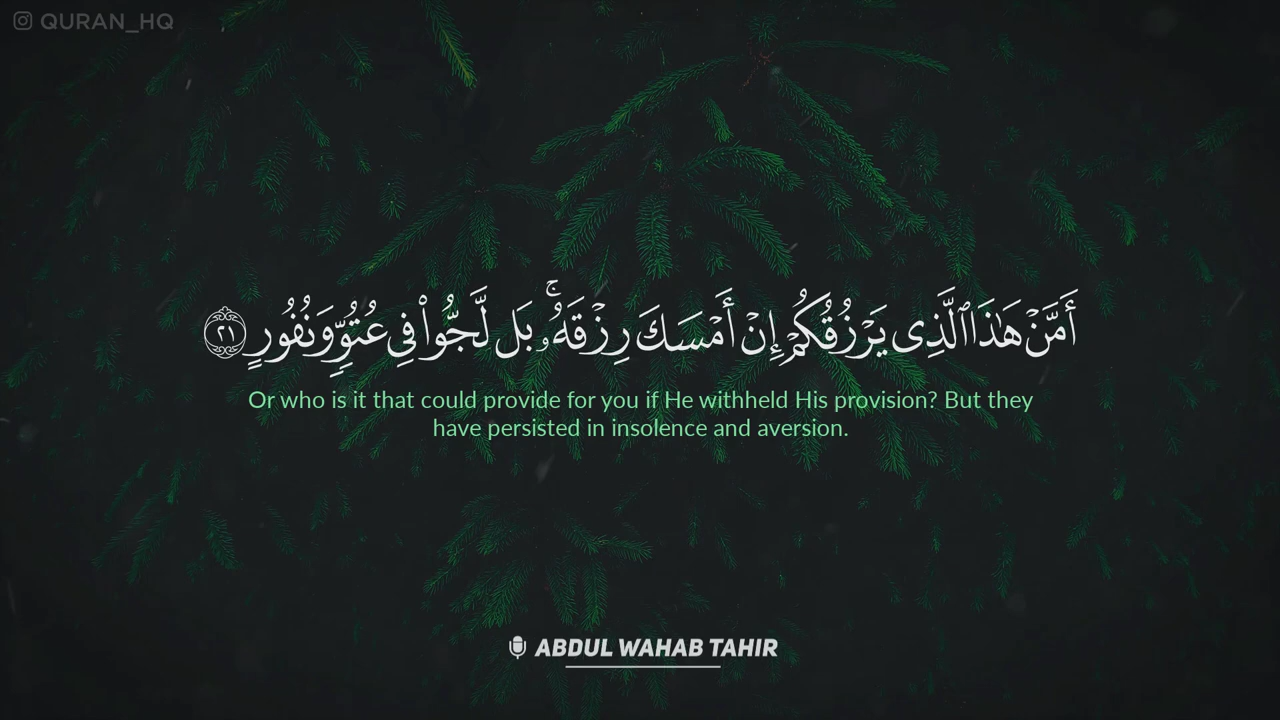 QURAN_HQ
أَمَّنْ هَٰذَا ٱلَّذِى يَرْزُقُكُمْ إِنْ أَمْسَكَ رِزْقَهُۥ ۚ بَل لَّجُّوا۟ فِى عُتُوٍّ وَنُفُورٍ ٢١
Or who is it that could provide for you if He withheld His provision? But they
have persisted in insolence and aversion.
ABDUL WAHAB TAHIR